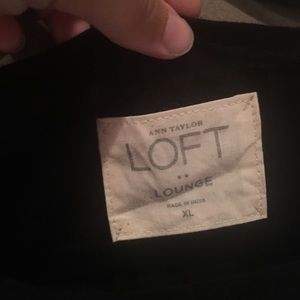 ANN TAYLOR
LOFT
LOUNGE
MADE IN INDIA
XL